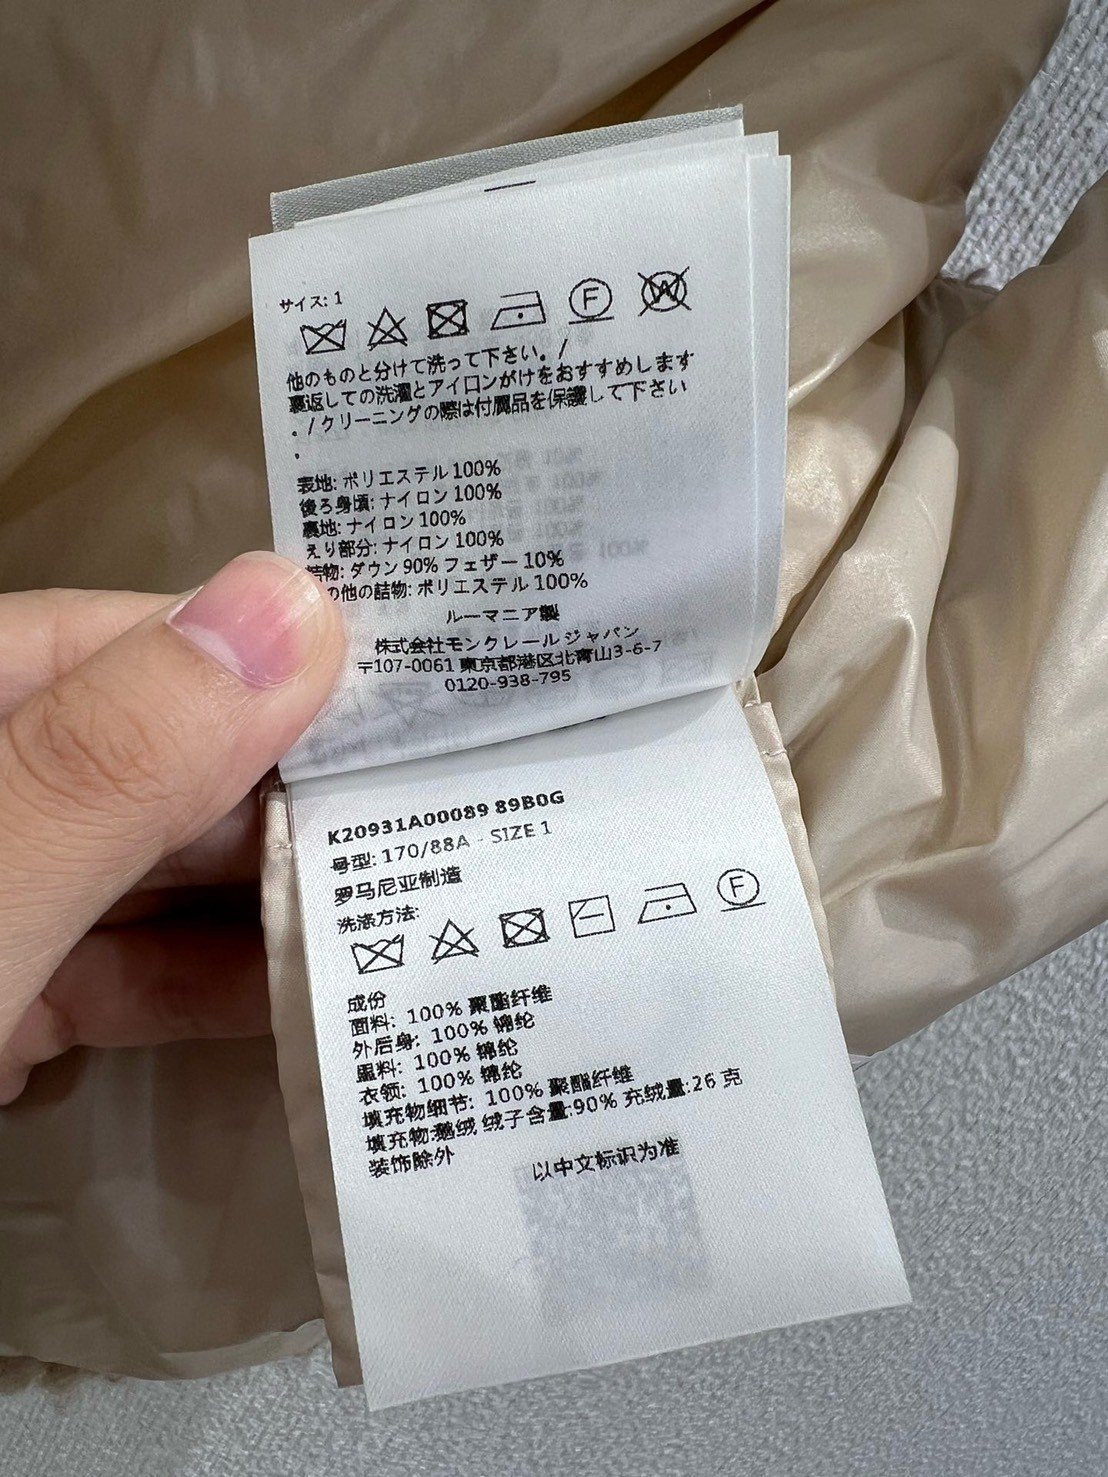 サイズ: 1
他のものと分けて洗って下さい。/
裏返しての洗濯とアイロンがけをおすすめします
。/クリーニングの際は付属品を保護して下さい
。
表地: ポリエステル 100%
後ろ身頃: ナイロン 100%
裏地: ナイロン 100%
えり部分: ナイロン 100%
詰物: ダウン 90% フェザー 10%
の他の詰物: ポリエステル 100%
ルーマニア製
株式会社モンクレールジャパン
〒107-0061 東京都港区北青山3-6-7
0120-938-795
K20931A00089 89B0G
号型: 170/88A - SIZE 1
罗马尼亚制造
洗涤方法:
成份
面料: 100% 聚酯纤维
外后身: 100% 锦纶
里料: 100% 锦纶
衣领: 100% 锦纶
填充物细节: 100% 聚酯纤维
填充物:鹅绒 绒子含量:90% 充绒量:26 克
装饰除外
以中文标识为准